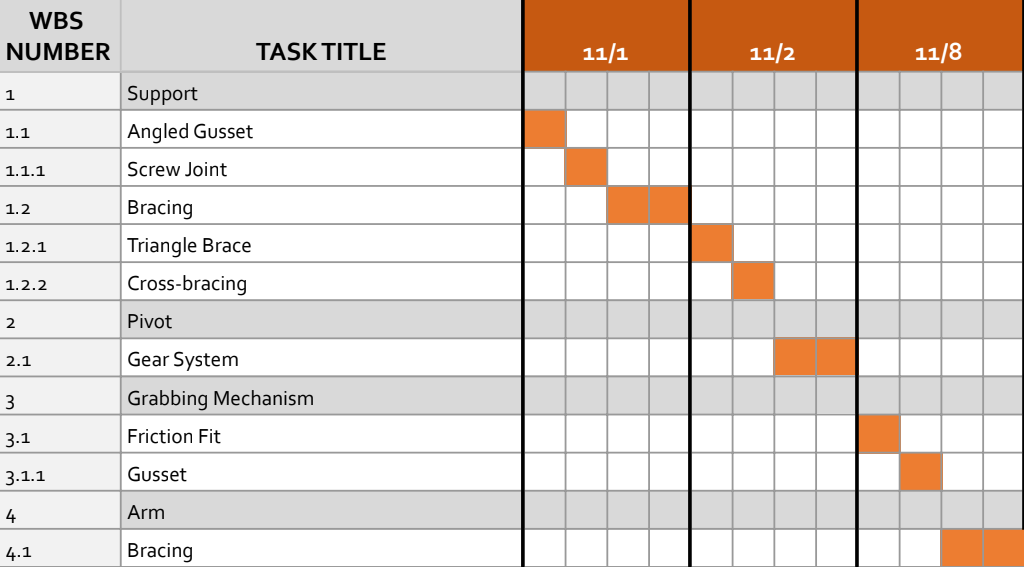 WBS
NUMBER TASK TITLE 11/1 11/2 11/8
1 Support
1.1 Angled Gusset
1.1.1 Screw Joint
1.2 Bracing
1.2.1 Triangle Brace
1.2.2 Cross-bracing
2 Pivot
2.1 Gear System
3 Grabbing Mechanism
3.1 Friction Fit
3.1.1 Gusset
4 Arm
4.1 Bracing